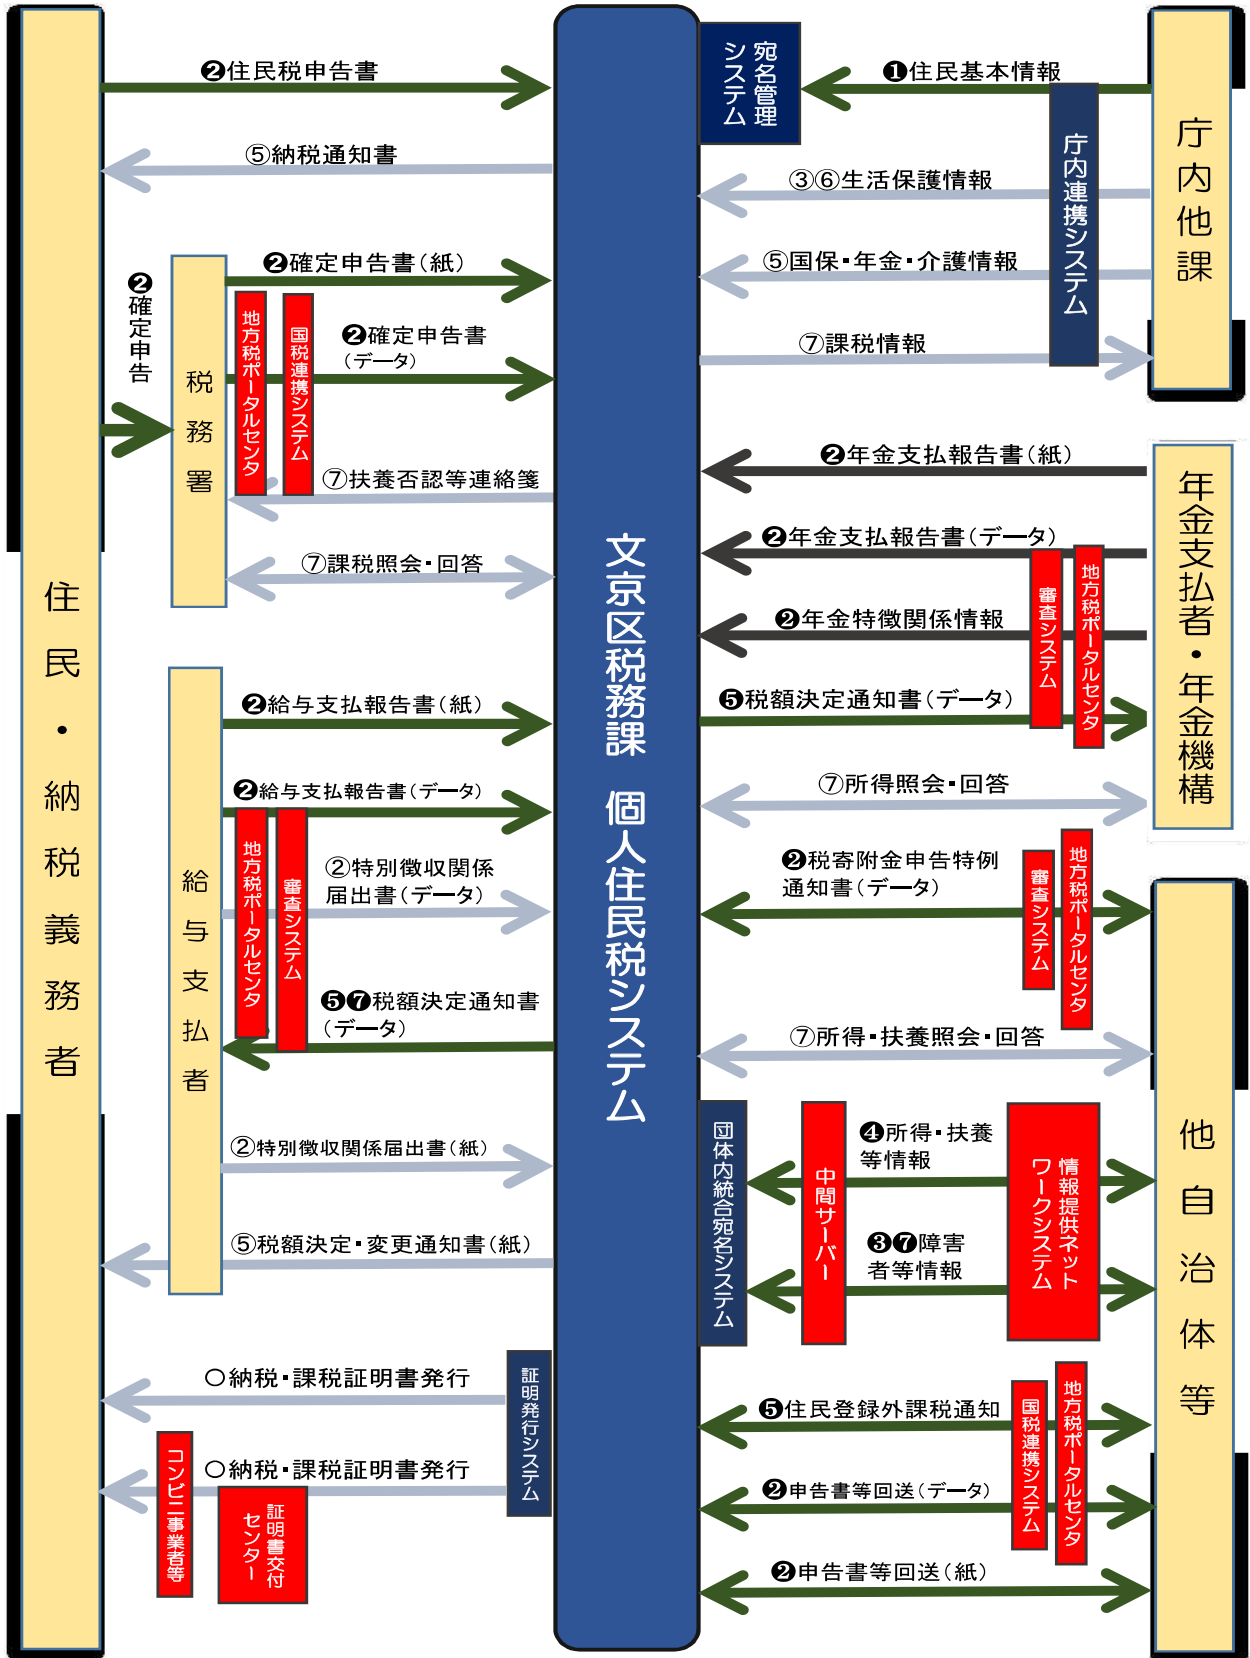 住民・納税義務者
❷住民税申告書
⑤納税通知書
❷確定申告
税務署
❷確定申告書（紙）
地方税ポータルセンタ
国税連携システム
❷確定申告書
（データ）
⑦扶養否認等連絡箋
⑦課税照会・回答
給与支払者
❷給与支払報告書（紙）
❷給与支払報告書（データ）
地方税ポータルセンタ
審査システム
②特別徴収関係
届出書（データ）
❺❼税額決定通知書
（データ）
②特別徴収関係届出書（紙）
⑤税額決定・変更通知書（紙）
〇納税・課税証明書発行
〇納税・課税証明書発行
証明発行システム
コンビニ事業者等
証明書交付
センター
文京区税務課　個人住民税システム
宛名管理
システム
❶住民基本情報
庁内連携システム
庁内他課
③⑥生活保護情報
⑤国保・年金・介護情報
⑦課税情報
❷年金支払報告書（紙）
❷年金支払報告書（データ）
審査システム
地方税ポータルセンタ
❷年金特徴関係情報
❺税額決定通知書（データ）
⑦所得照会・回答
年金支払者・年金機構
❷税寄附金申告特例
通知書（データ）
審査システム
地方税ポータルセンタ
⑦所得・扶養照会・回答
団体内統合宛名システム
中間サーバー
❹所得・扶養
等情報
❸❼障害
者等情報
情報提供ネット
ワークシステム
他自治体等
❺住民登録外課税通知
国税連携システム
地方税ポータルセンタ
❷申告書等回送（データ）
❷申告書等回送（紙）